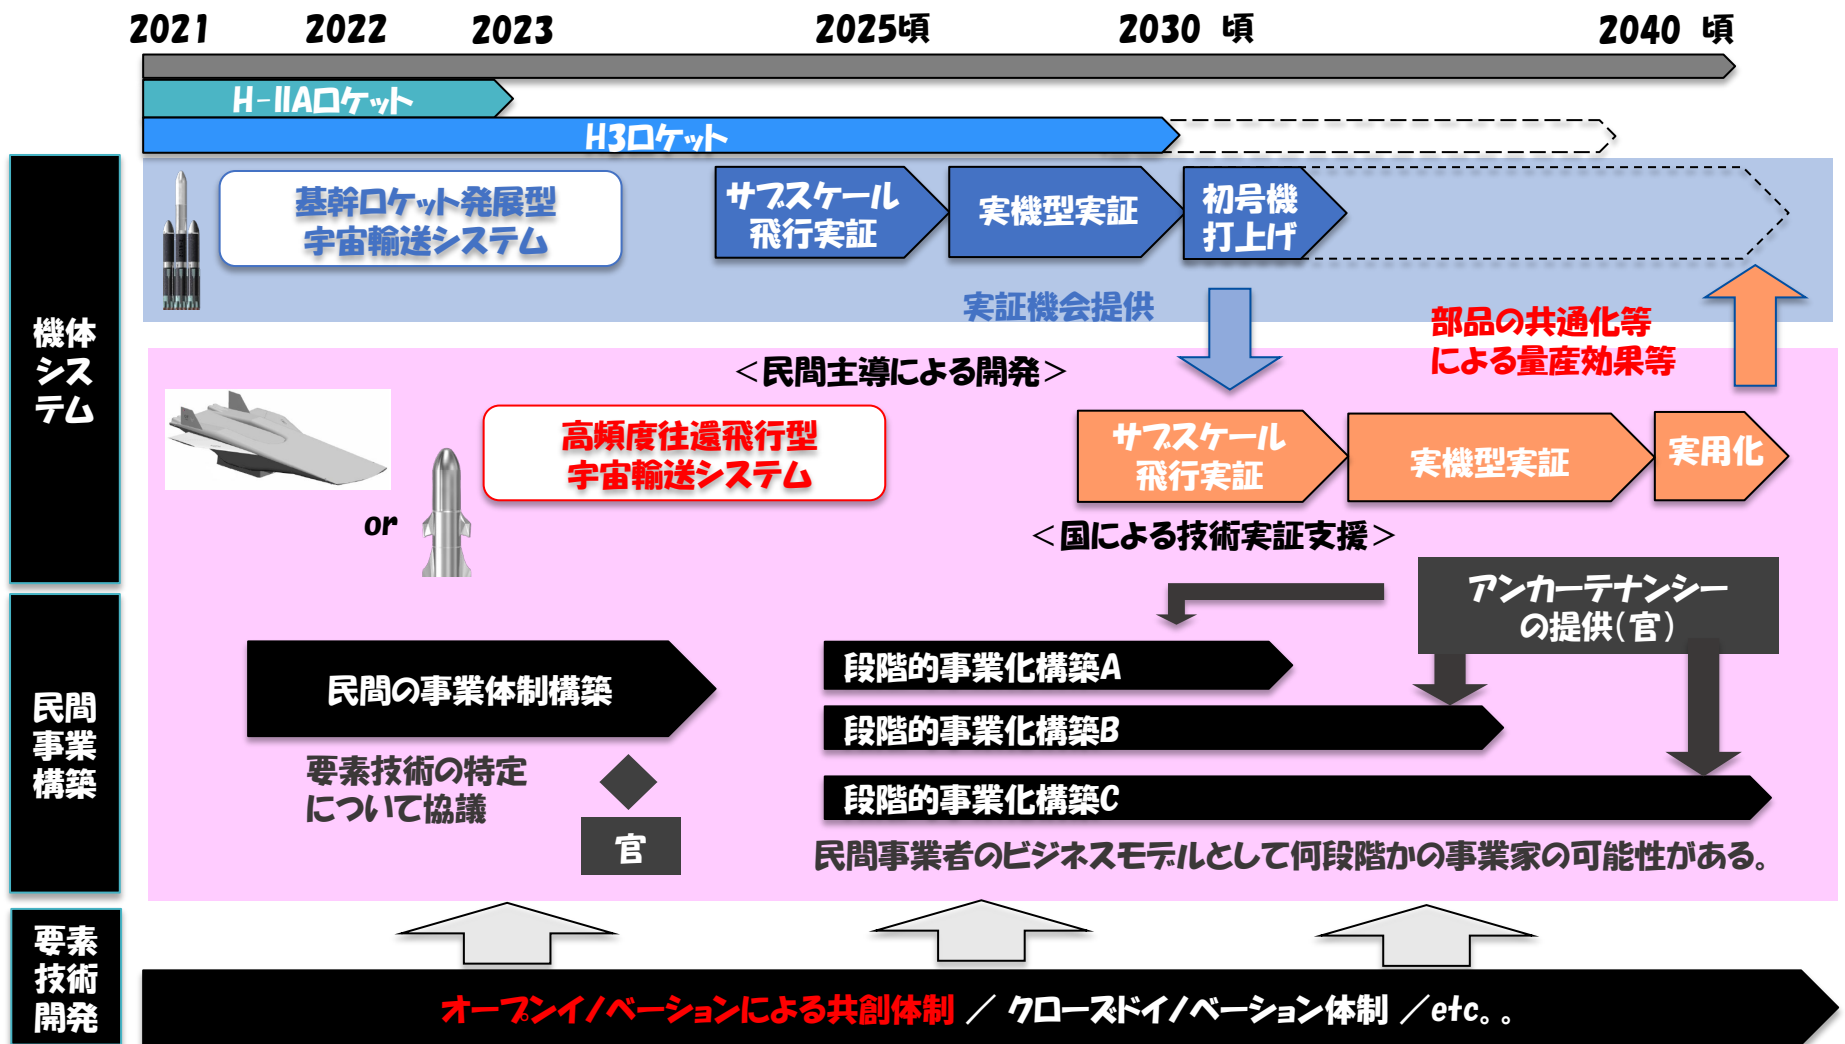 2021 2022 2023 2025頃 2030 頃 2040 頃
H-IIAロケット
H3ロケット
機体
シス
テム
基幹ロケット発展型
宇宙輸送システム
サブスケール
飛行実証
実機型実証
初号機
打上げ
実証機会提供
部品の共通化等
による量産効果等
＜民間主導による開発＞
高頻度往還飛行型
宇宙輸送システム
or
サブスケール
飛行実証
実機型実証
実用化
＜国による技術実証支援＞
アンカーテナンシー
の提供(官)
民間
事業
構築
民間の事業体制構築
段階的事業化構築A
段階的事業化構築B
段階的事業化構築C
要素技術の特定
について協議
官
民間事業者のビジネスモデルとして何段階かの事業家の可能性がある。
要素
技術
開発
オープンイノベーションによる共創体制 ／ クローズドイノベーション体制 ／etc。。